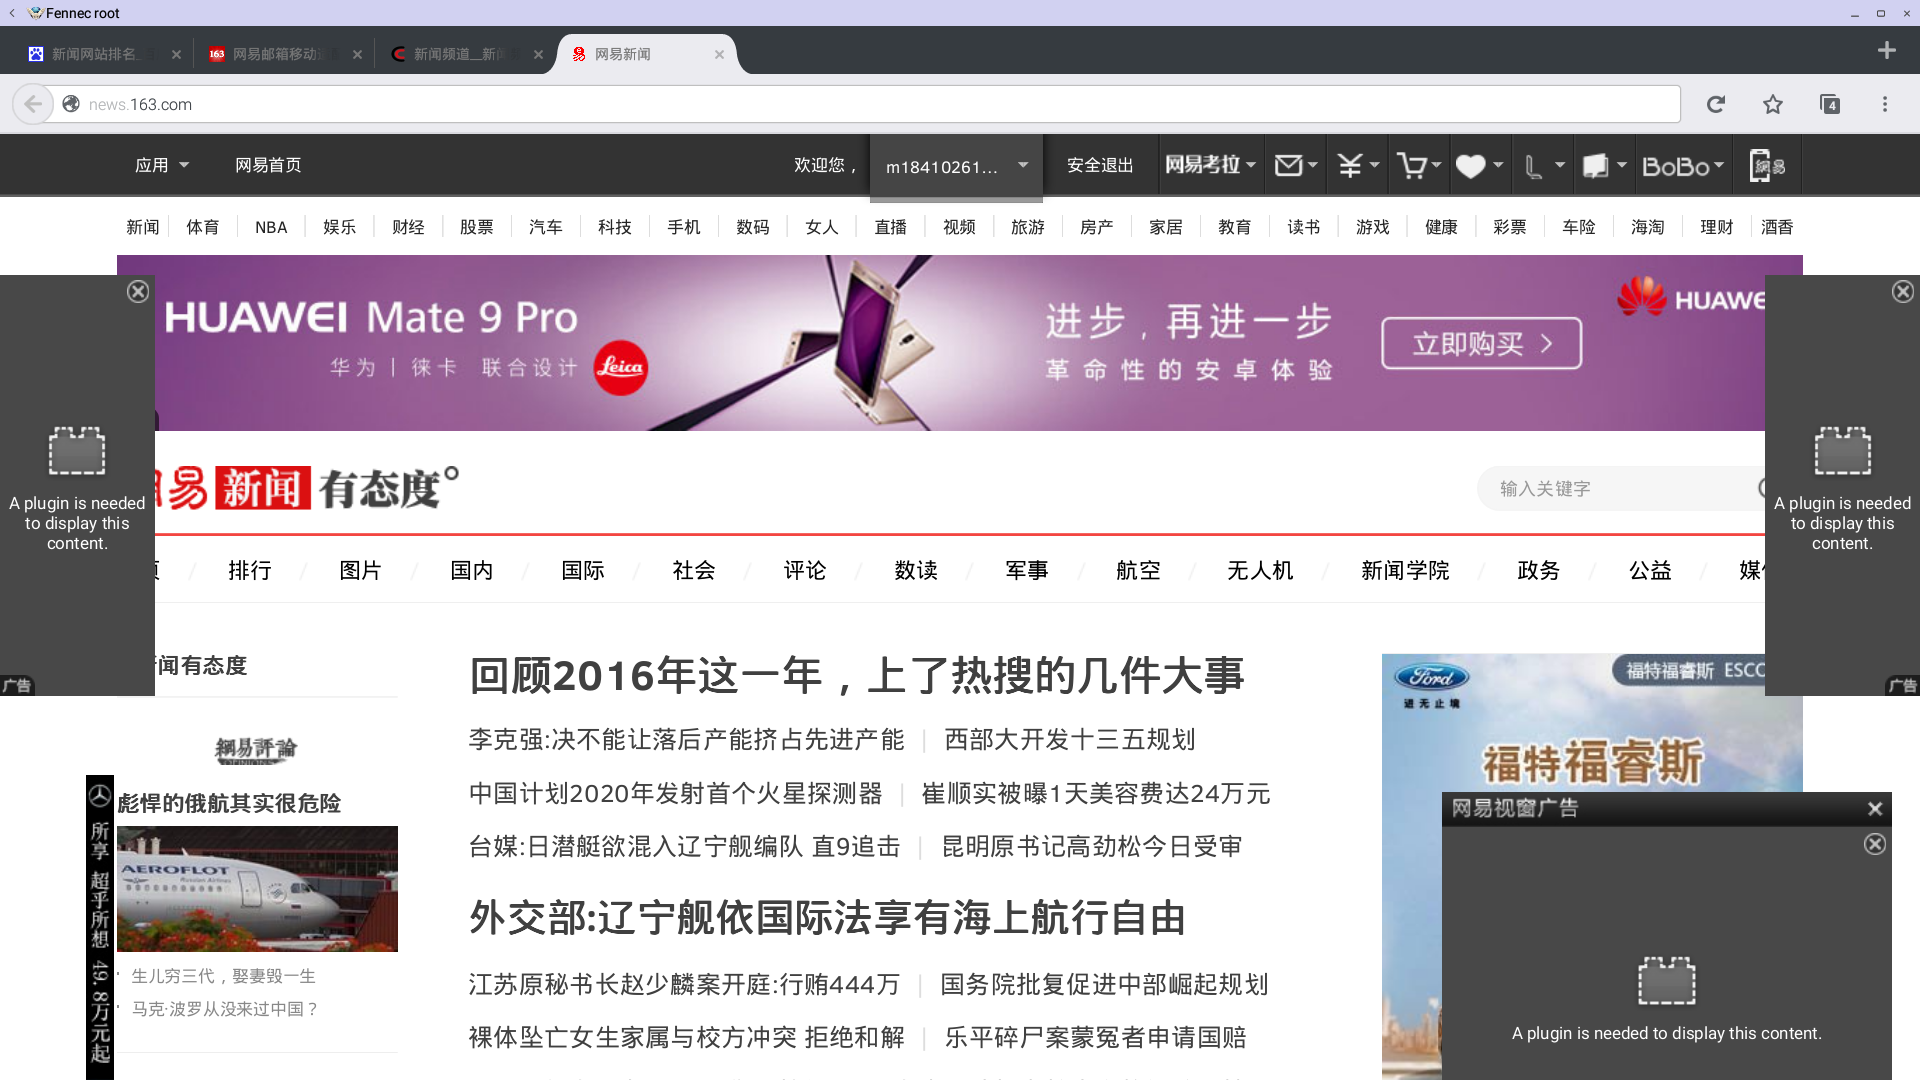 Fennec root
新闻网站排名_
网易邮箱移动
新闻频道__新闻
网易新闻
news.163.com
4
应用
网易首页
欢迎您，
m18410261...
安全退出
网易考拉
BoBo
網易
新闻 体育 NBA 娱乐 财经 股票 汽车 科技 手机 数码 女人 直播 视频 旅游 房产 家居 教育 读书 游戏 健康 彩票 车险 海淘 理财 酒香
HUAWEI Mate 9 Pro
华为 | 徕卡 联合设计
Leica
进步，再进一步
革命性的安卓体验
立即购买 >
HUAWE
A plugin is needed to display this content.
广告
A plugin is needed to display this content.
广告
易 新闻 有态度°
输入关键字
页 / 排行 / 图片 / 国内 / 国际 / 社会 / 评论 / 数读 / 军事 / 航空 / 无人机 / 新闻学院 / 政务 / 公益 / 媒体
闻有态度
網易評論
OPINIONS
彪悍的俄航其实很危险
AEROFLOT
Russian Airlines
生儿穷三代，娶妻毁一生
马克·波罗从没来过中国？
所享 超乎所想 49.8万元起
回顾2016年这一年，上了热搜的几件大事
李克强:决不能让落后产能挤占先进产能 | 西部大开发十三五规划
中国计划2020年发射首个火星探测器 | 崔顺实被曝1天美容费达24万元
台媒:日潜艇欲混入辽宁舰编队 直9追击 | 昆明原书记高劲松今日受审
外交部:辽宁舰依国际法享有海上航行自由
江苏原秘书长赵少麟案开庭:行贿444万 | 国务院批复促进中部崛起规划
裸体坠亡女生家属与校方冲突 拒绝和解 | 乐平碎尸案蒙冤者申请国赔
Ford
进无止境
福特福睿斯 ESCO
福特福睿斯
网易视窗广告
A plugin is needed to display this content.